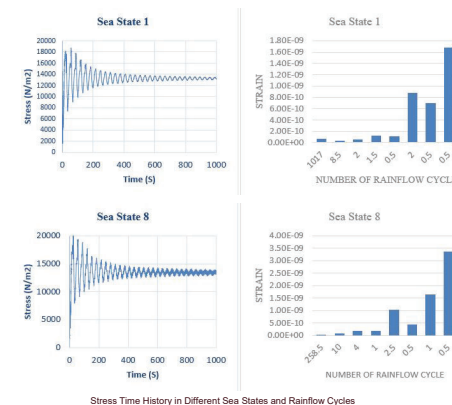 Sea State 1
20000
18000
16000
14000
12000
10000
8000
6000
4000
2000
0
Stress (N/m2)
0 200 400 600 800 1000
Time (S)
Sea State 1
1.80E-09
1.60E-09
1.40E-09
1.20E-09
1.00E-09
8.00E-10
6.00E-10
4.00E-10
2.00E-10
0.00E+00
STRAIN
1017 8.5 2 1.5 0.5 2 0.5 0.5
NUMBER OF RAINFLOW CYCLE
Sea State 8
20000
15000
10000
5000
0
Stress (N/m2)
0 200 400 600 800 1000
Time (S)
Sea State 8
4.00E-09
3.50E-09
3.00E-09
2.50E-09
2.00E-09
1.50E-09
1.00E-09
5.00E-10
0.00E+00
STRAIN
258.5 10 4 1 2.5 0.5 1 0.5
NUMBER OF RAINFLOW CYCLE
Stress Time History in Different Sea States and Rainflow Cycles